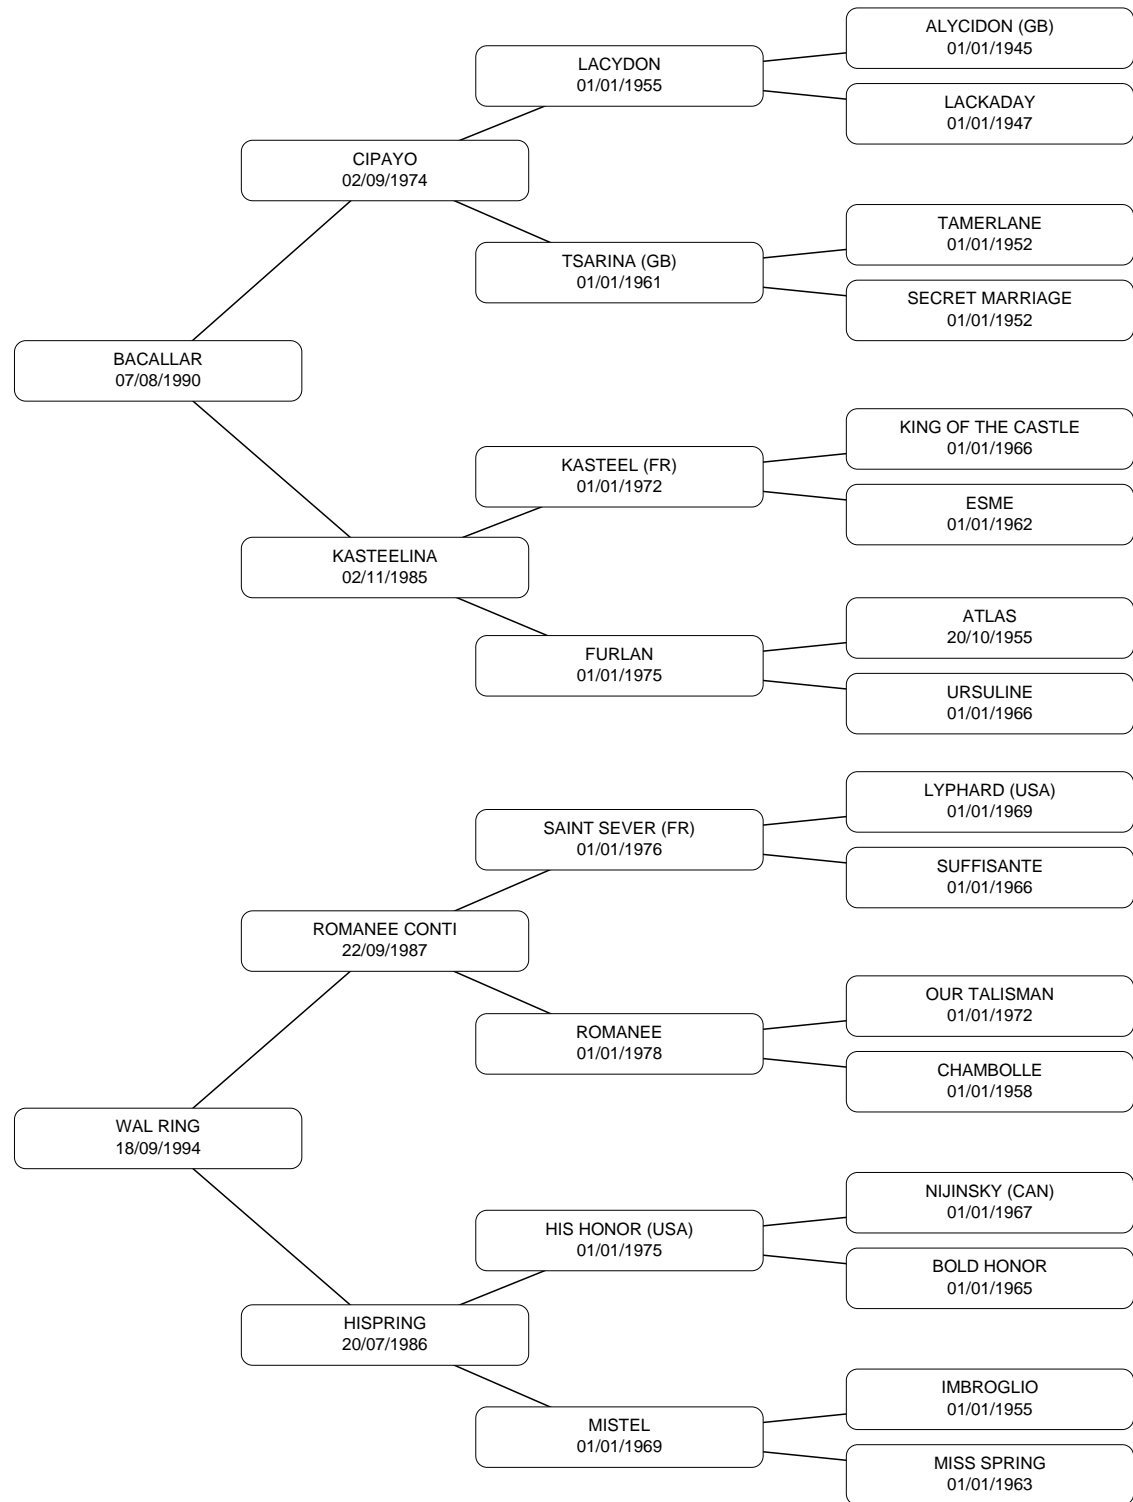 ALYCIDON (GB)
01/01/1945
LACYDON
01/01/1955
LACKADAY
01/01/1947
CIPAYO
02/09/1974
TAMERLANE
01/01/1952
TSARINA (GB)
01/01/1961
SECRET MARRIAGE
01/01/1952
BACALLAR
07/08/1990
KING OF THE CASTLE
01/01/1966
KASTEEL (FR)
01/01/1972
ESME
01/01/1962
KASTEELINA
02/11/1985
ATLAS
20/10/1955
FURLAN
01/01/1975
URSULINE
01/01/1966
LYPHARD (USA)
01/01/1969
SAINT SEVER (FR)
01/01/1976
SUFFISANTE
01/01/1966
ROMANEE CONTI
22/09/1987
OUR TALISMAN
01/01/1972
ROMANEE
01/01/1978
CHAMBOLLE
01/01/1958
WAL RING
18/09/1994
NIJINSKY (CAN)
01/01/1967
HIS HONOR (USA)
01/01/1975
BOLD HONOR
01/01/1965
HISPRING
20/07/1986
IMBROGLIO
01/01/1955
MISTEL
01/01/1969
MISS SPRING
01/01/1963